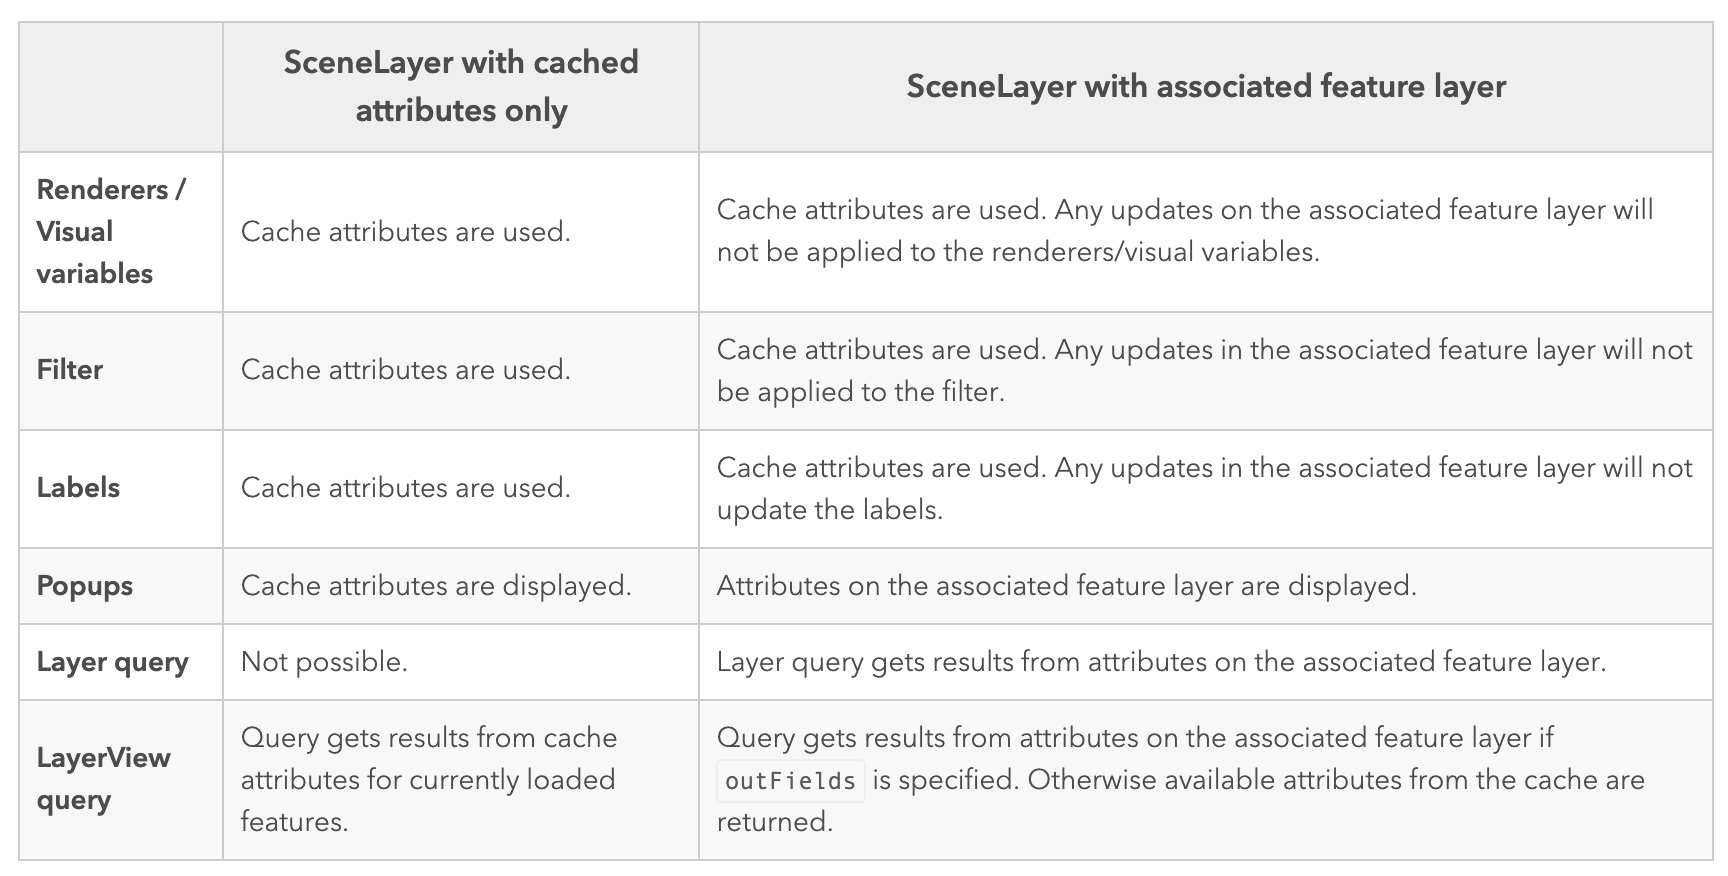 SceneLayer with cached
attributes only
SceneLayer with associated feature layer
Renderers /
Visual
variables
Cache attributes are used.
Cache attributes are used. Any updates on the associated feature layer will
not be applied to the renderers/visual variables.
Filter
Cache attributes are used.
Cache attributes are used. Any updates in the associated feature layer will not
be applied to the filter.
Labels
Cache attributes are used.
Cache attributes are used. Any updates in the associated feature layer will not
update the labels.
Popups
Cache attributes are displayed.
Attributes on the associated feature layer are displayed.
Layer query
Not possible.
Layer query gets results from attributes on the associated feature layer.
LayerView
query
Query gets results from cache
attributes for currently loaded
features.
Query gets results from attributes on the associated feature layer if
outFields is specified. Otherwise available attributes from the cache are
returned.